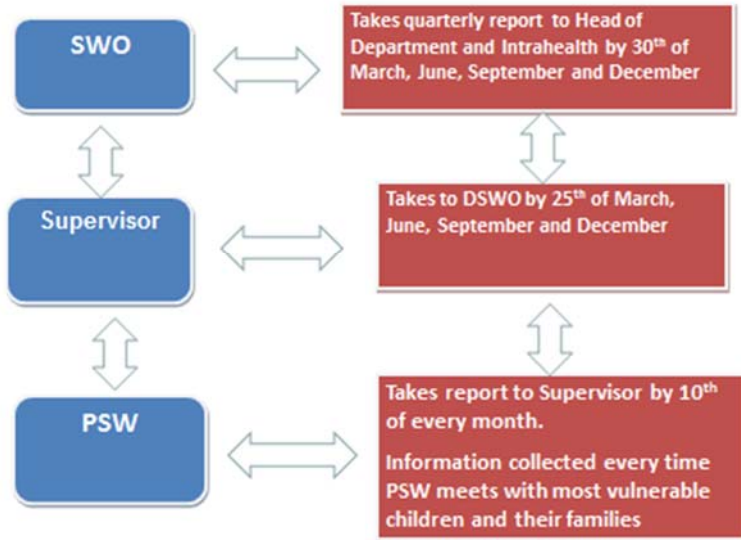 SWO
Takes quarterly report to Head of
Department and Intrahealth by 30th of
March, June, September and December
Supervisor
Takes to DSWO by 25th of March,
June, September and December
PSW
Takes report to Supervisor by 10th
of every month.
Information collected every time
PSW meets with most vulnerable
children and their families